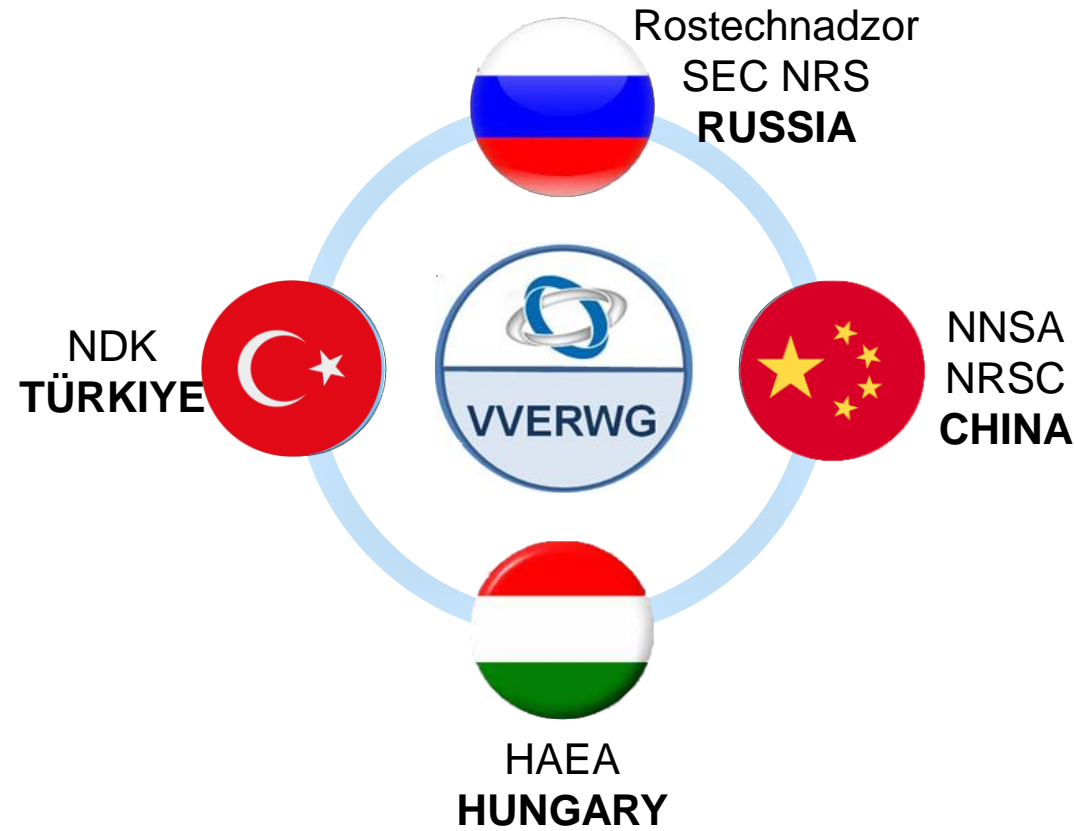 Rostechnadzor
SEC NRS
RUSSIA
NDK
TÜRKIYE
VVERWG
NNSA
NRSC
CHINA
HAEA
HUNGARY